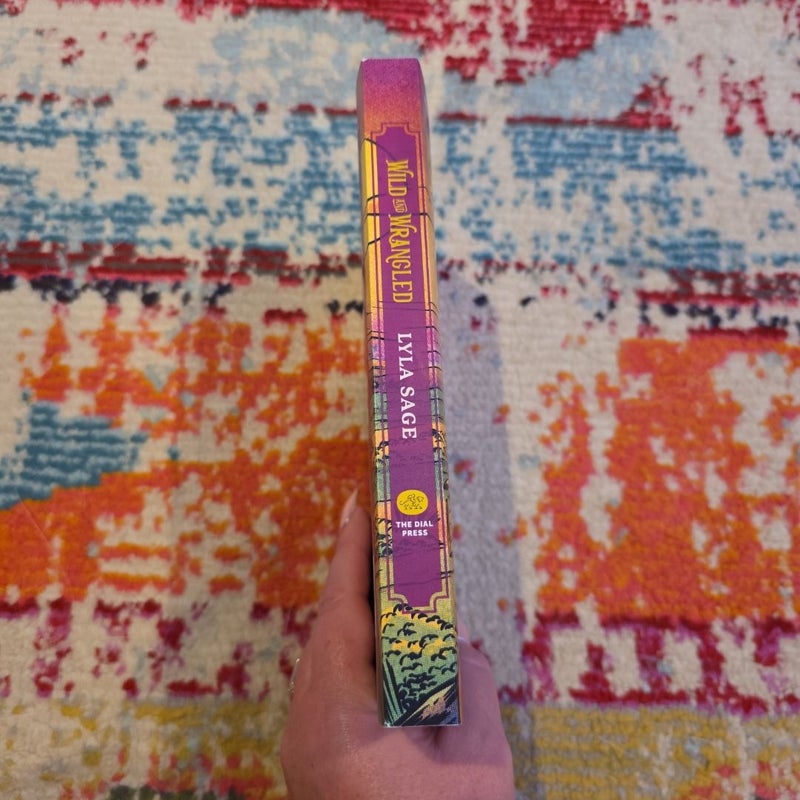 WILD AND WRANGLED
LYLA SAGE
THE DIAL
PRESS